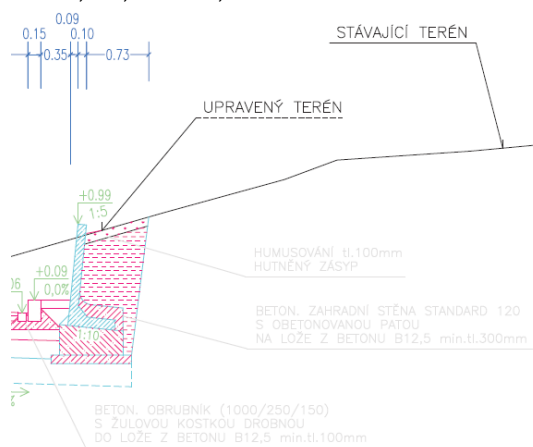 0.09
0.15 0.10
0.35 0.73
STÁVAJÍCÍ TERÉN
UPRAVENÝ TERÉN
+0.99
1:5
HUMUSOVÁNÍ tl.100mm
HUTNĚNÝ ZÁSYP
+0.09
0,0%
06
BETON. ZAHRADNÍ STĚNA STANDARD 120
S OBETONOVANOU PATOU
NA LOŽE Z BETONU B12,5 min.tl.300mm
1:10
%
BETON. OBRUBNÍK (1000/250/150)
S ŽULOVOU KOSTKOU DROBNOU
DO LOŽE Z BETONU B12,5 min.tl.100mm